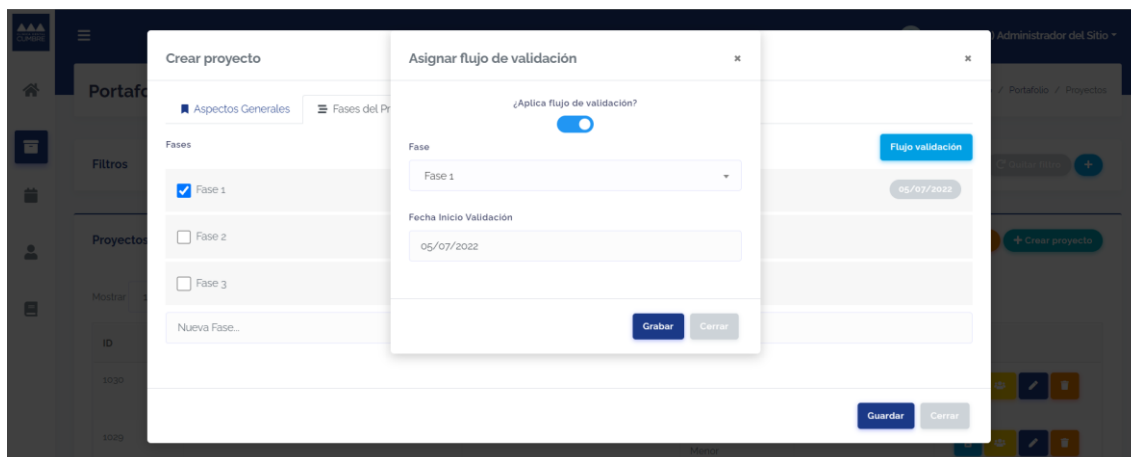 CUMBRE
Administrador del Sitio
Portafo
/ Portafolio / Proyectos
Crear proyecto
Asignar flujo de validación
Aspectos Generales
Fases del Pr
¿Aplica flujo de validación?
Fases
Flujo validación
Filtros
Fase
Fase 1
Fase 1
05/07/2022
Fecha Inicio Validación
Fase 2
05/07/2022
Proyectos
+ Crear proyecto
Fase 3
Mostrar
Nueva Fase...
Grabar
Cerrar
ID
1030
Guardar
Cerrar
1029
Menor